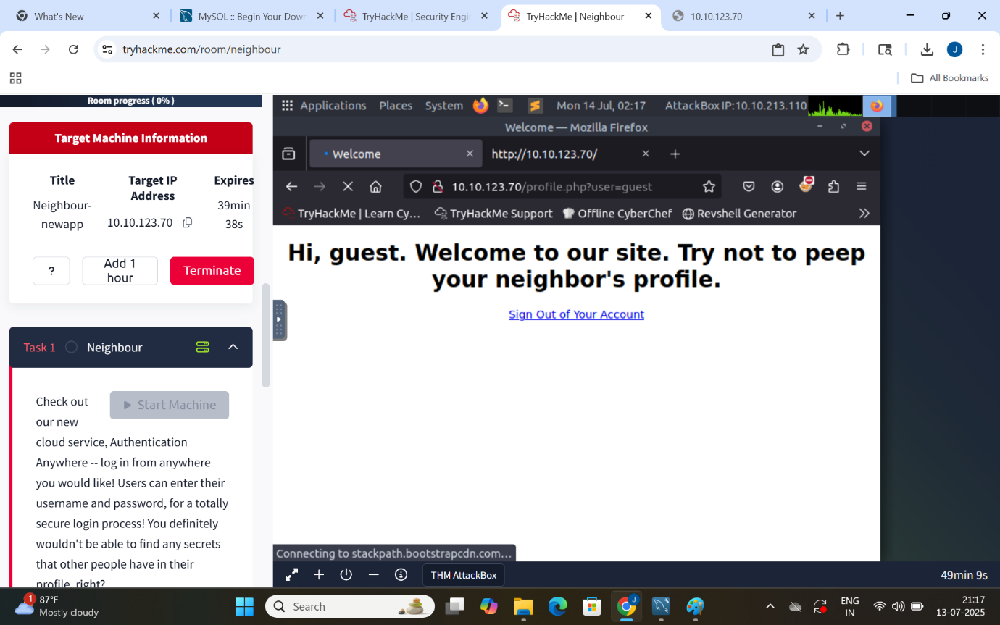 What's New
MySQL :: Begin Your Down
TryHackMe | Security Engi
TryHackMe | Neighbour
10.10.123.70
tryhackme.com/room/neighbour
J
All Bookmarks
Room progress ( 0% )
Target Machine Information
Title
Target IP
Address
Expires
Neighbour-
newapp
10.10.123.70
39min
38s
?
Add 1
hour
Terminate
Task 1
Neighbour
Start Machine
Check out
our new
cloud service, Authentication
Anywhere -- log in from anywhere
you would like! Users can enter their
username and password, for a totally
secure login process! You definitely
wouldn't be able to find any secrets
that other people have in their
profile, right?
Applications Places System
Mon 14 Jul, 02:17
AttackBox IP:10.10.213.110
Welcome — Mozilla Firefox
Welcome
http://10.10.123.70/
10.10.123.70/profile.php?user=guest
TryHackMe | Learn Cy...
TryHackMe Support
Offline CyberChef
Revshell Generator
Hi, guest. Welcome to our site. Try not to peep
your neighbor's profile.
Sign Out of Your Account
Connecting to stackpath.bootstrapcdn.com...
THM AttackBox
49min 9s
1
87°F
Mostly cloudy
Search
J
ENG
IN
21:17
13-07-2025